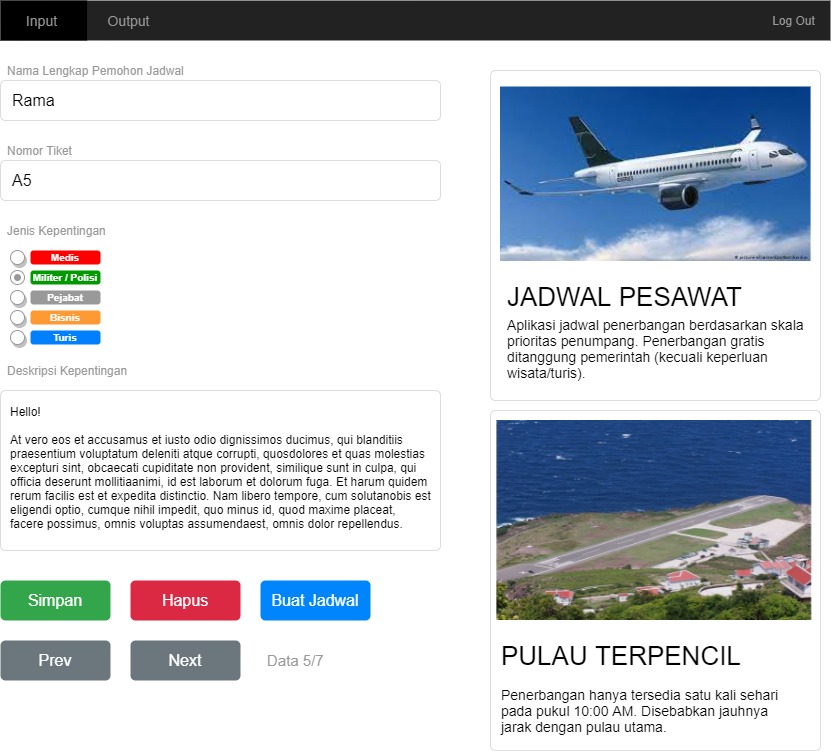 Input
Output
Log Out
Nama Lengkap Pemohon Jadwal
Rama
Nomor Tiket
A5
Jenis Kepentingan
Medis
Militer / Polisi
Pejabat
Bisnis
Turis
Deskripsi Kepentingan
Hello!
At vero eos et accusamus et iusto odio dignissimos ducimus, qui blanditiis
praesentium voluptatum deleniti atque corrupti, quosdolores et quas molestias
excepturi sint, obcaecati cupiditate non provident, similique sunt in culpa, qui
officia deserunt mollitiaanimi, id est laborum et dolorum fuga. Et harum quidem
rerum facilis est et expedita distinctio. Nam libero tempore, cum solutanobis est
eligendi optio, cumque nihil impedit, quo minus id, quod maxime placeat,
facere possimus, omnis voluptas assumendaest, omnis dolor repellendus.
Simpan
Hapus
Buat Jadwal
Prev
Next
Data 5/7
JADWAL PESAWAT
Aplikasi jadwal penerbangan berdasarkan skala
prioritas penumpang. Penerbangan gratis
ditanggung pemerintah (kecuali keperluan
wisata/turis).
PULAU TERPENCIL
Penerbangan hanya tersedia satu kali sehari
pada pukul 10:00 AM. Disebabkan jauhnya
jarak dengan pulau utama.